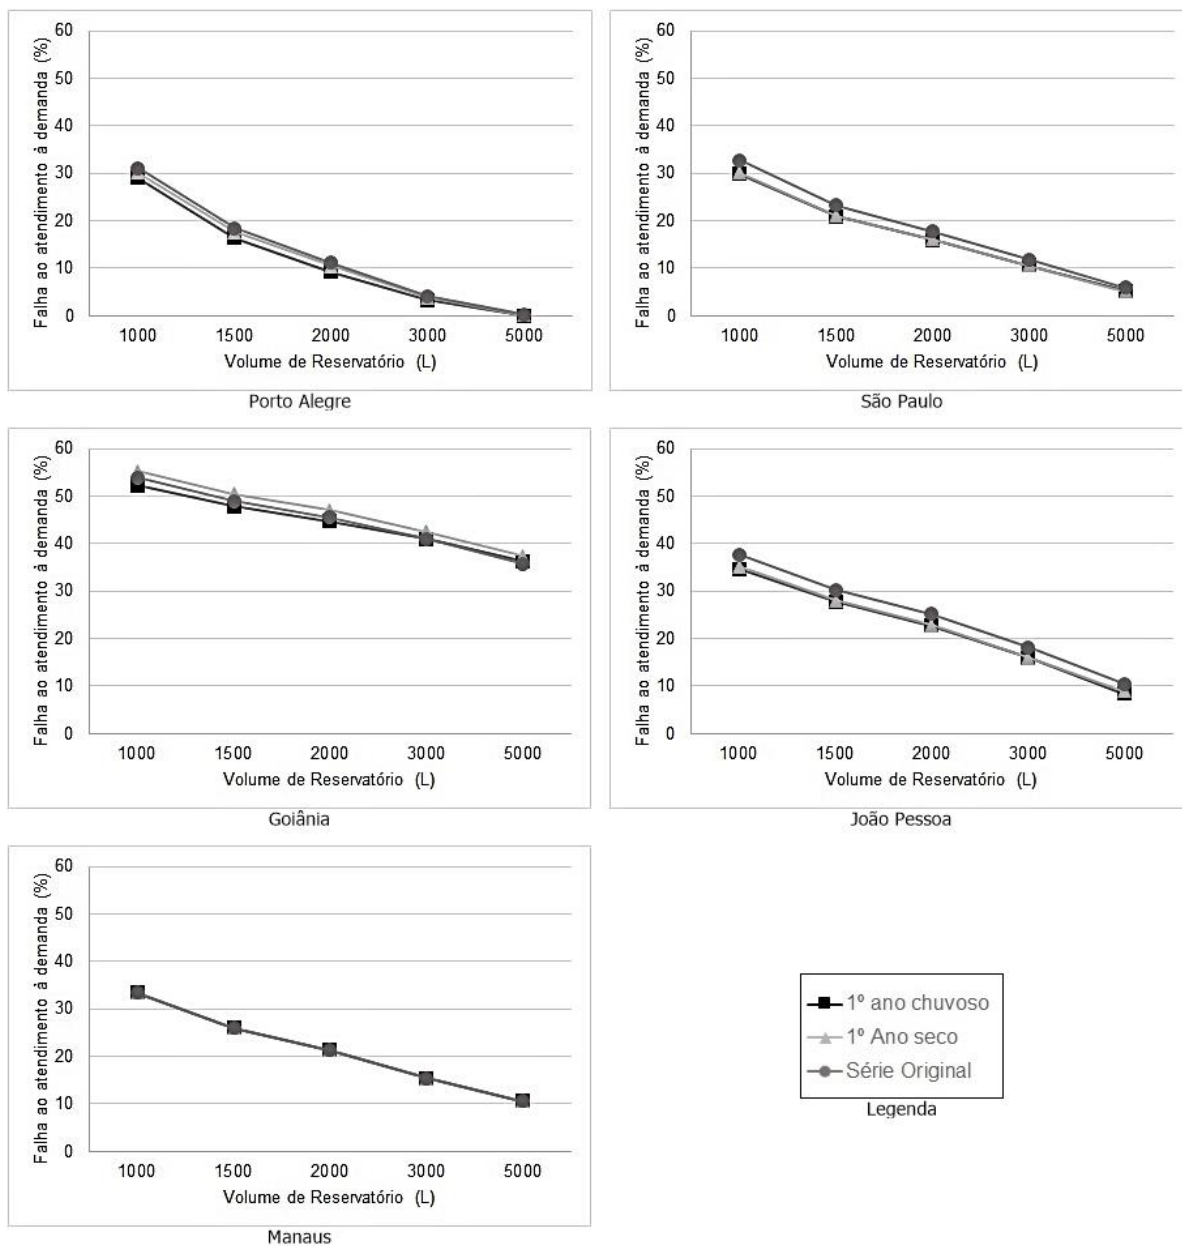 60
50
40
30
20
10
0
Falha ao atendimento à demanda (%)
1000 1500 2000 3000 5000
Volume de Reservatório (L)
Porto Alegre
60
50
40
30
20
10
0
Falha ao atendimento à demanda (%)
1000 1500 2000 3000 5000
Volume de Reservatório (L)
São Paulo
60
50
40
30
20
10
0
Falha ao atendimento à demanda (%)
1000 1500 2000 3000 5000
Volume de Reservatório (L)
Goiânia
60
50
40
30
20
10
0
Falha ao atendimento à demanda (%)
1000 1500 2000 3000 5000
Volume de Reservatório (L)
João Pessoa
60
50
40
30
20
10
0
Falha ao atendimento à demanda (%)
1000 1500 2000 3000 5000
Volume de Reservatório (L)
Manaus
1º ano chuvoso
1º Ano seco
Série Original
Legenda